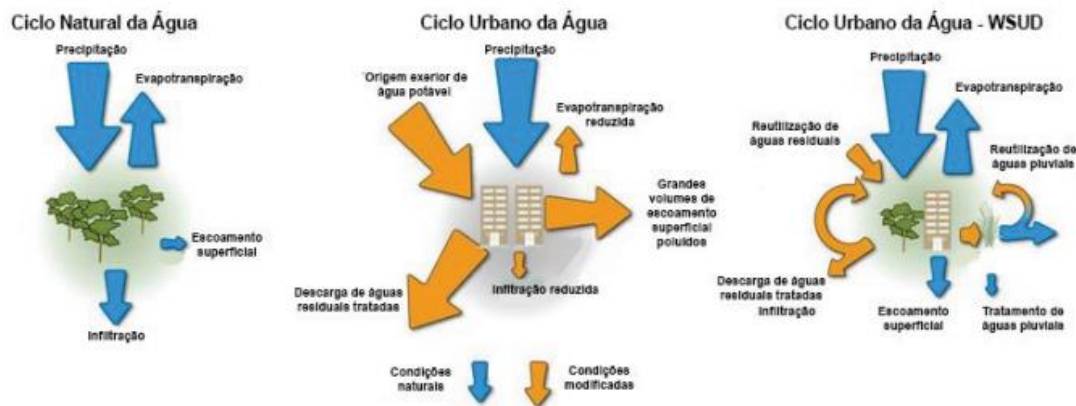 Ciclo Natural da Água
Precipitação
Evapotranspiração
Escoamento
superficial
Infiltração
Ciclo Urbano da Água
Precipitação
Origem exerior de
água potável
Evapotranspiração
reduzida
Grandes
volumes de
escoamento
superficial
poluidos
Infiltração reduzida
Descarga de águas
residuais tratadas
Condições
naturais
Condições
modificadas
Ciclo Urbano da Água - WSUD
Precipitação
Evapotranspiração
Reutilização de
águas residuais
Reutilização de
águas pluviais
Descarga de águas
residuais tratadas
Infiltração
Escoamento
superficial
Tratamento de
águas pluviais